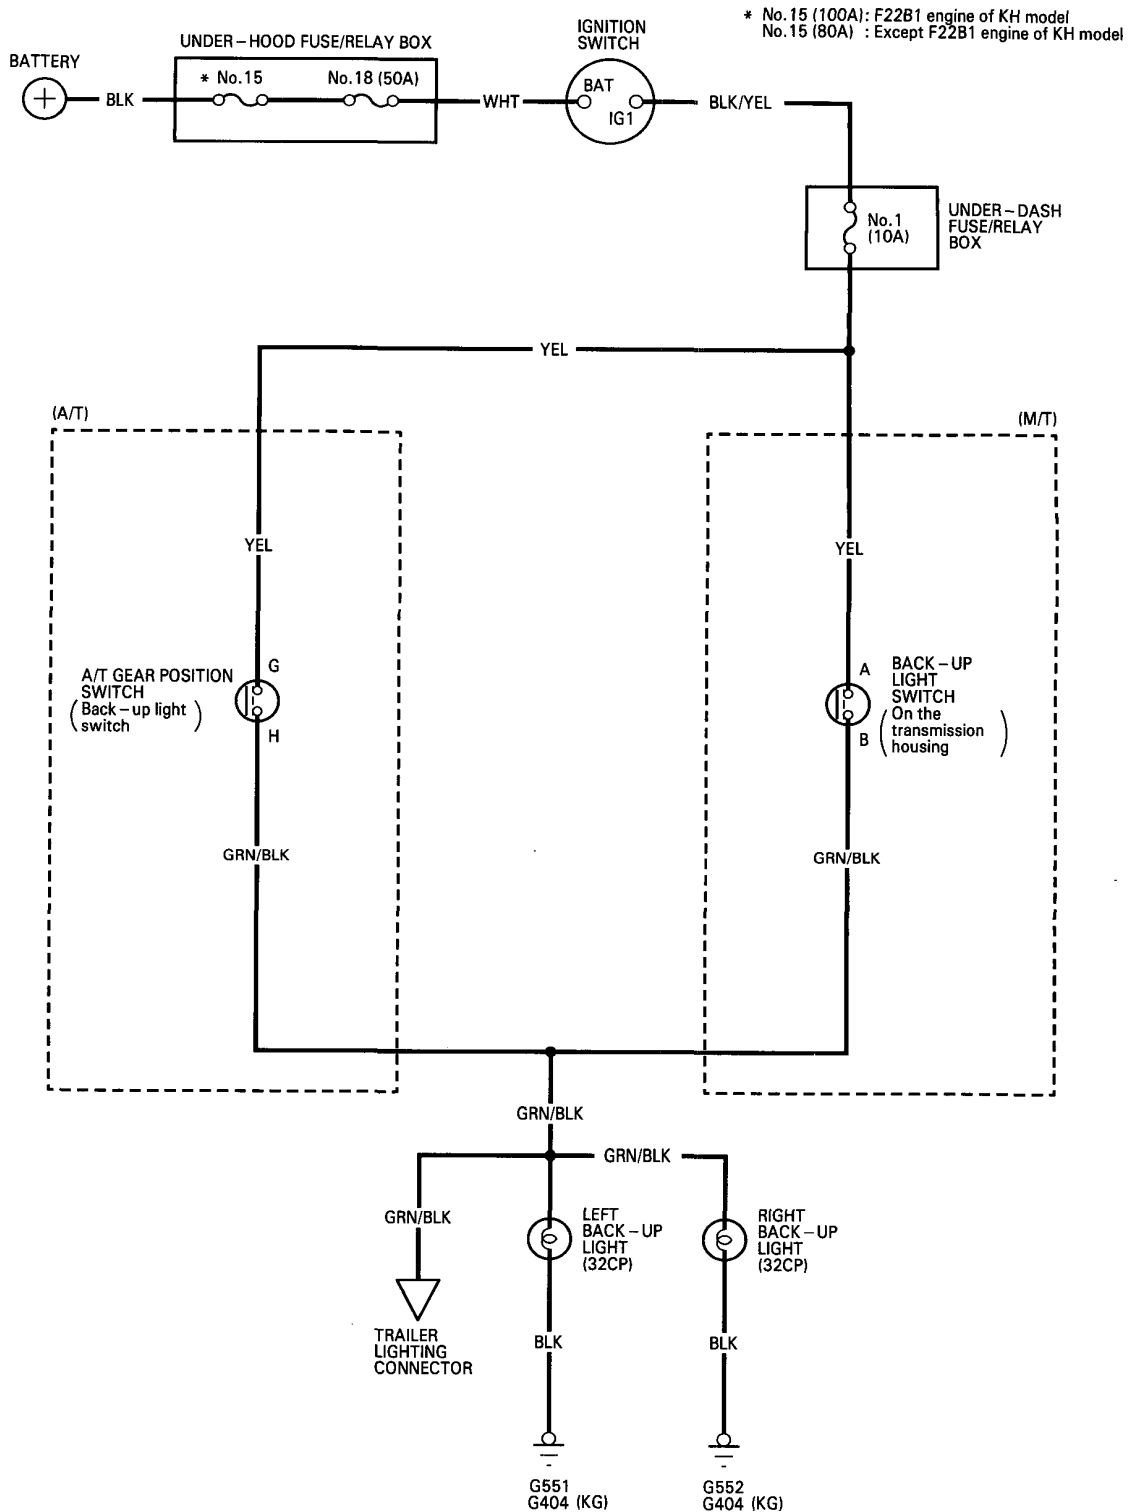 * No.15 (100A): F22B1 engine of KH model
No.15 (80A) : Except F22B1 engine of KH model
BATTERY
UNDER-HOOD FUSE/RELAY BOX
IGNITION
SWITCH
* No.15
No.18 (50A)
BAT
IG1
BLK
WHT
BLK/YEL
No.1
(10A)
UNDER-DASH
FUSE/RELAY
BOX
YEL
(A/T)
(M/T)
YEL
YEL
A/T GEAR POSITION
SWITCH
(Back-up light
switch)
G
H
A
B
BACK-UP
LIGHT
SWITCH
(On the
transmission
housing)
GRN/BLK
GRN/BLK
GRN/BLK
GRN/BLK
GRN/BLK
LEFT
BACK-UP
LIGHT
(32CP)
RIGHT
BACK-UP
LIGHT
(32CP)
TRAILER
LIGHTING
CONNECTOR
BLK
BLK
G551
G404 (KG)
G552
G404 (KG)